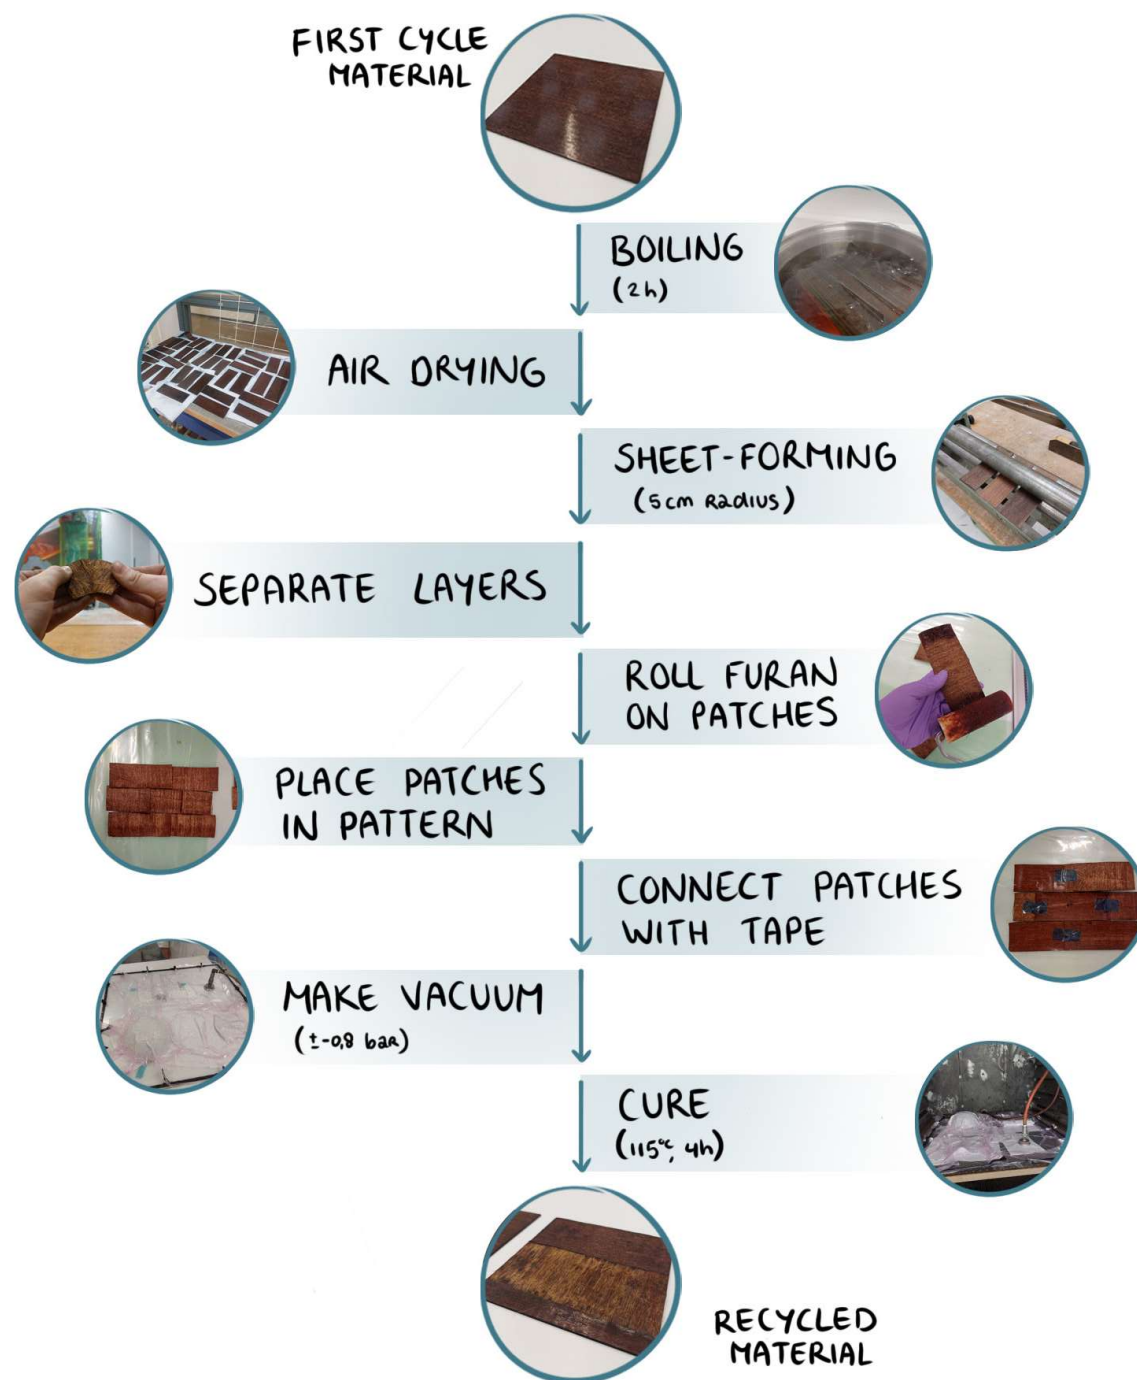 FIRST CYCLE
MATERIAL
BOILING
(2h)
AIR DRYING
SHEET-FORMING
(5cm Radius)
SEPARATE LAYERS
ROLL FURAN
ON PATCHES
PLACE PATCHES
IN PATTERN
CONNECT PATCHES
WITH TAPE
MAKE VACUUM
(±-0,8 baR)
CURE
(115°C, 4h)
RECYCLED
MATERIAL